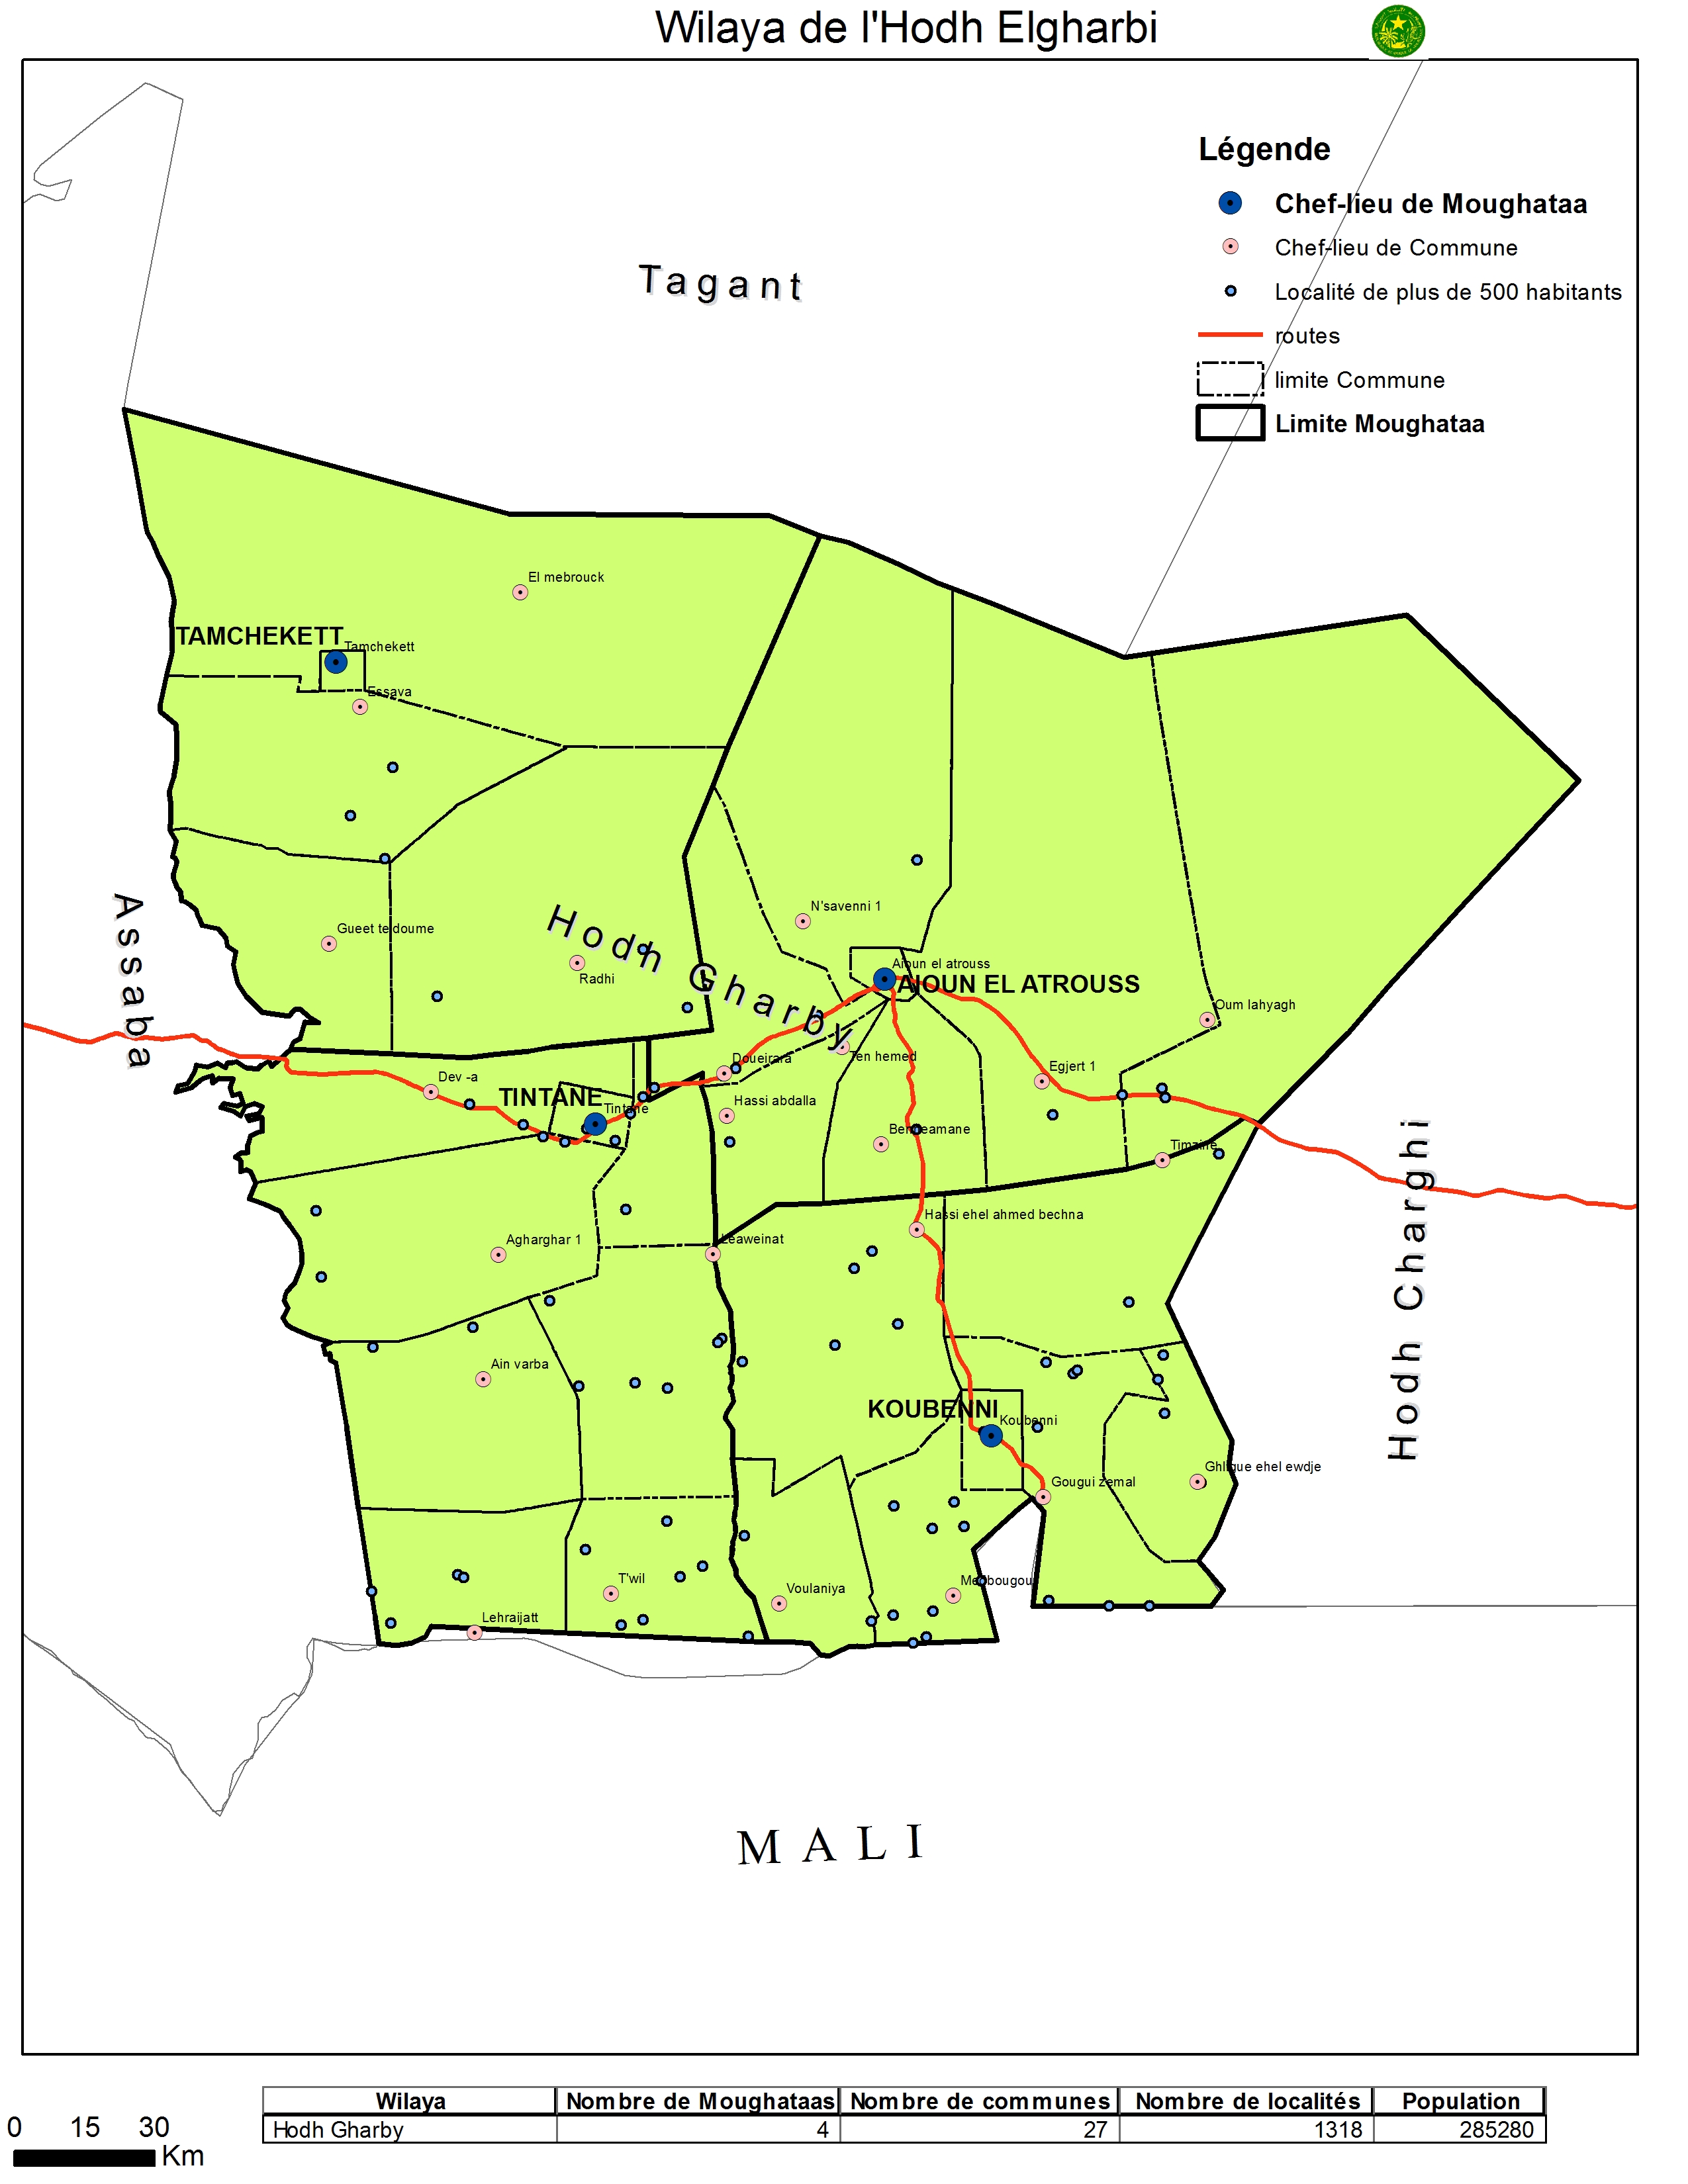 Wilaya de l'Hodh Elgharbi
Légende
Chef-lieu de Moughataa
Chef-lieu de Commune
Localité de plus de 500 habitants
routes
limite Commune
Limite Moughataa
Tagant
El mebrouck
TAMCHEKETT
Tamchekett
Essava
Assaba
Gueet teidoume
Hodh Gharby
Radhi
N'savenni 1
Aioun el atrouss
AIOUN EL ATROUSS
Oum lahyagh
Ten hemed
Doueirara
Egjert 1
Dev -a
TINTANE
Tintane
Hassi abdalla
Benneamane
Timzine
Hodh Charghi
Hassi ehel ahmed bechna
Agharghar 1
Leaweinat
Ain varba
KOUBENNI
Koubenni
Gougui zemal
Ghligue ehel ewdje
T'wil
Voulaniya
Medbougou
Lehraijatt
MALI
Wilaya Nombre de Moughataas Nombre de communes Nombre de localités Population
Hodh Gharby 4 27 1318 285280
0 15 30
Km